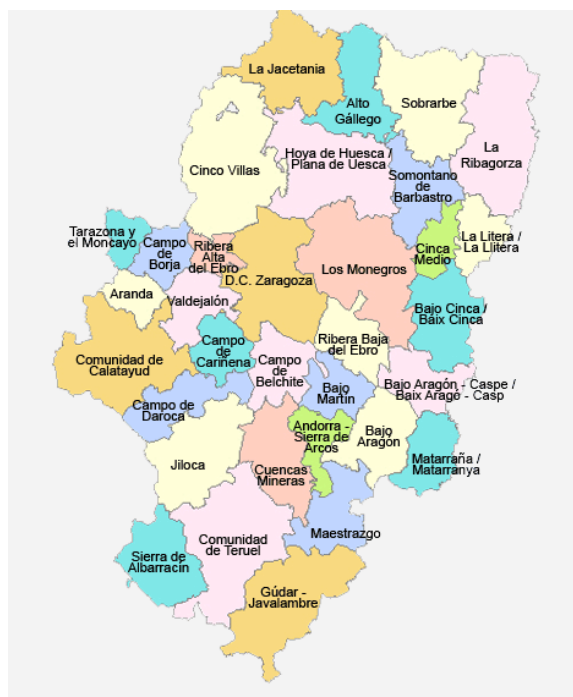 La Jacetania
Alto
Gállego
Sobrarbe
La
Ribagorza
Hoya de Huesca /
Plana de Uesca
Cinco Villas
Somontano
de
Barbastro
Tarazona y
el Moncayo
Campo
de
Borja
Ribera
Alta
del Ebro
Cinca
Medio
La Litera /
La Llitera
Los Monegros
D.C. Zaragoza
Aranda
Valdejalón
Bajo Cinca /
Baix Cinca
Comunidad de
Calatayud
Campo
de
Cariñena
Ribera Baja
del Ebro
Campo
de
Belchite
Bajo
Martín
Bajo Aragón - Caspe /
Baix Aragó - Casp
Campo de
Daroca
Andorra -
Sierra de
Arcos
Bajo
Aragón
Matarraña /
Matarranya
Jiloca
Cuencas
Mineras
Maestrazgo
Comunidad
de Teruel
Sierra de
Albarracín
Gúdar -
Javalambre